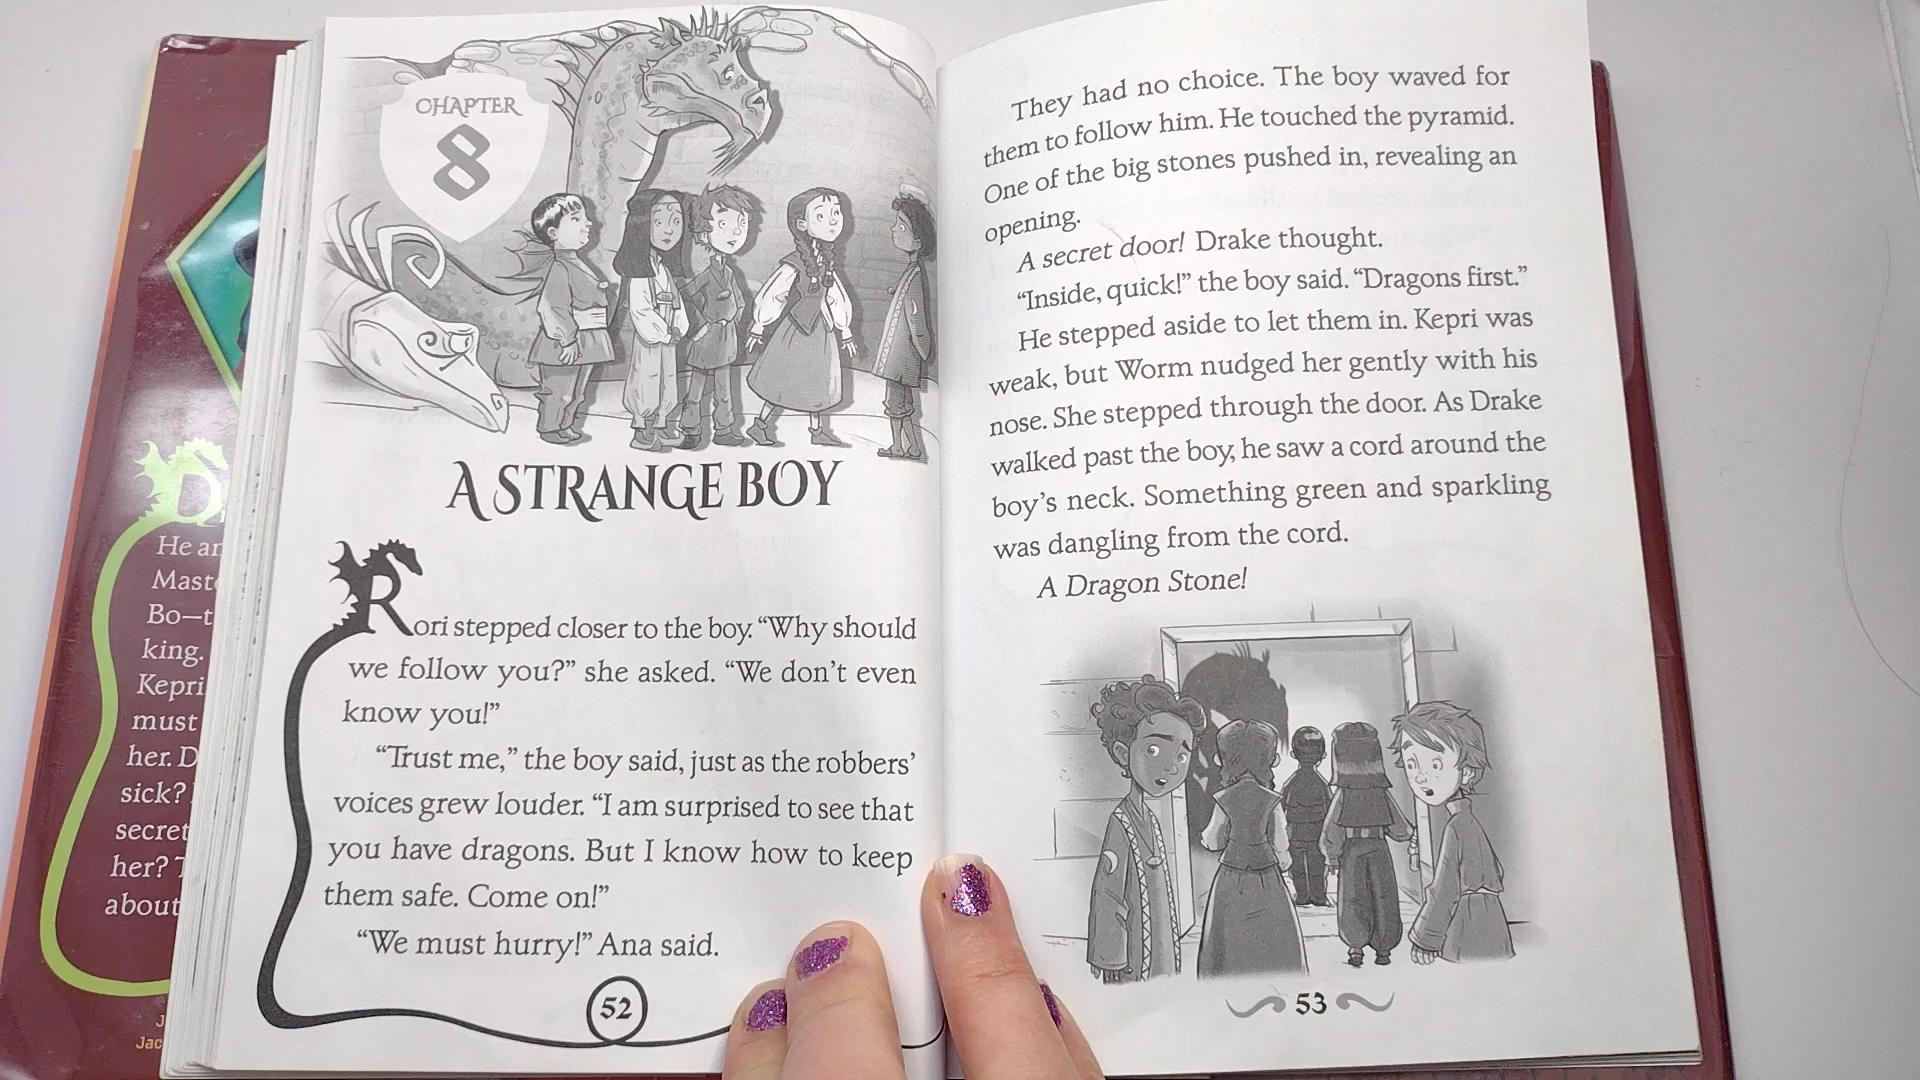 CHAPTER
8
A STRANGE BOY
Rori stepped closer to the boy. “Why should
we follow you?” she asked. “We don’t even
know you!”
“Trust me,” the boy said, just as the robbers’
voices grew louder. “I am surprised to see that
you have dragons. But I know how to keep
them safe. Come on!”
“We must hurry!” Ana said.
52
They had no choice. The boy waved for
them to follow him. He touched the pyramid.
One of the big stones pushed in, revealing an
opening.
A secret door! Drake thought.
“Inside, quick!” the boy said. “Dragons first.”
He stepped aside to let them in. Kepri was
weak, but Worm nudged her gently with his
nose. She stepped through the door. As Drake
walked past the boy, he saw a cord around the
boy’s neck. Something green and sparkling
was dangling from the cord.
A Dragon Stone!
53
He
Bo—
king.
Kepri
must
her. D
sick?
secret
her?
about